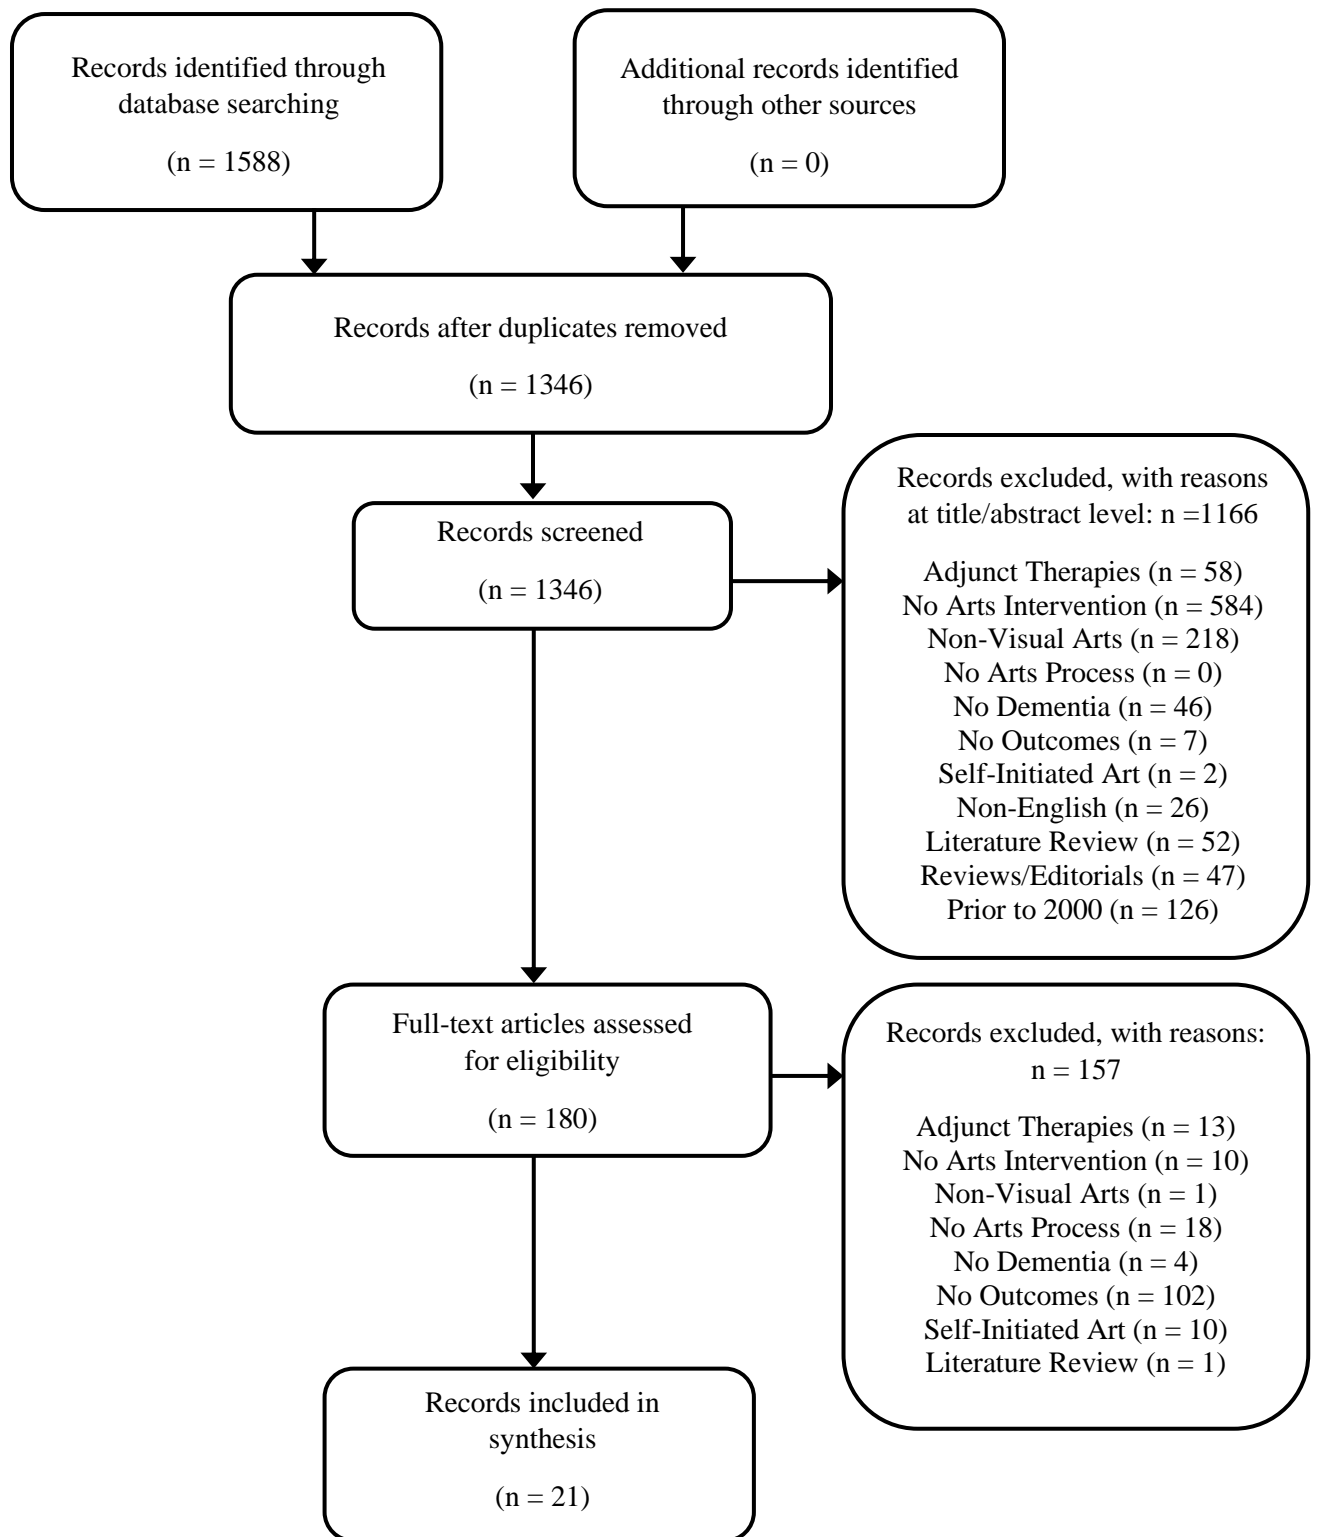 Records identified through
database searching
(n = 1588)
Additional records identified
through other sources
(n = 0)
Records after duplicates removed
(n = 1346)
Records screened
(n = 1346)
Records excluded, with reasons
at title/abstract level: n =1166
Adjunct Therapies (n = 58)
No Arts Intervention (n = 584)
Non-Visual Arts (n = 218)
No Arts Process (n = 0)
No Dementia (n = 46)
No Outcomes (n = 7)
Self-Initiated Art (n = 2)
Non-English (n = 26)
Literature Review (n = 52)
Reviews/Editorials (n = 47)
Prior to 2000 (n = 126)
Full-text articles assessed
for eligibility
(n = 180)
Records excluded, with reasons:
n = 157
Adjunct Therapies (n = 13)
No Arts Intervention (n = 10)
Non-Visual Arts (n = 1)
No Arts Process (n = 18)
No Dementia (n = 4)
No Outcomes (n = 102)
Self-Initiated Art (n = 10)
Literature Review (n = 1)
Records included in
synthesis
(n = 21)